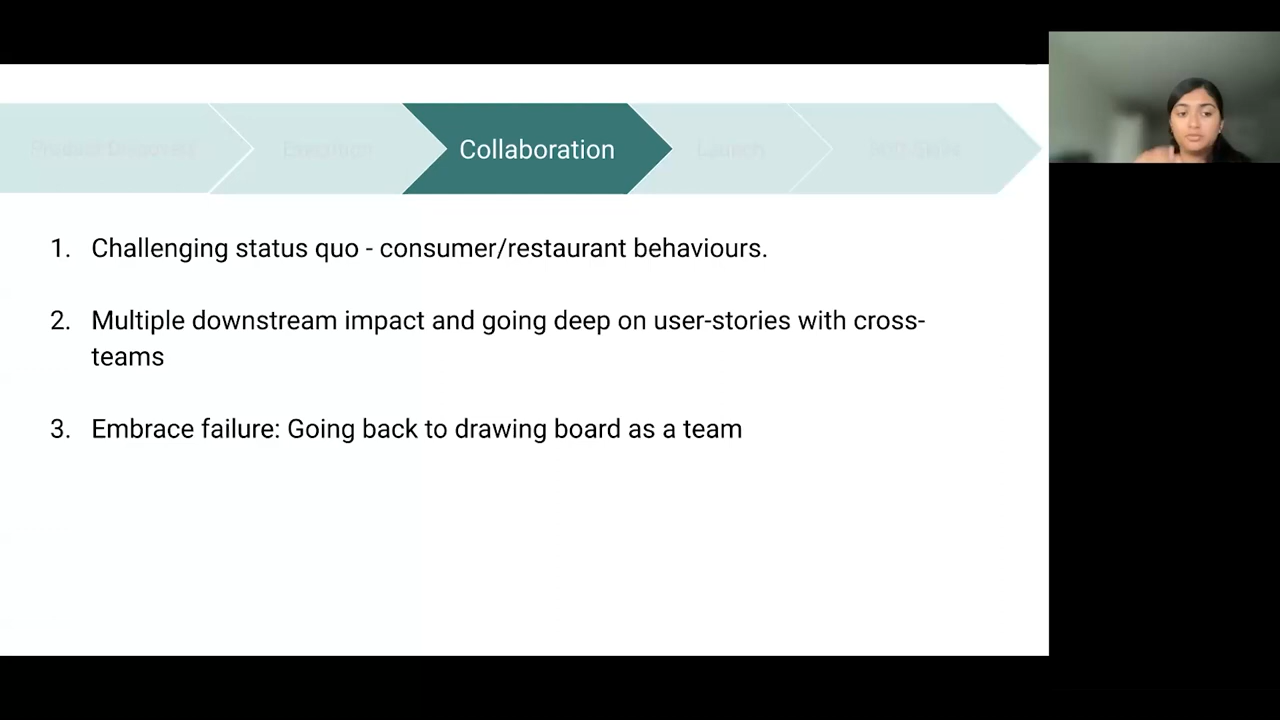 Collaboration
Launch
1. Challenging status quo - consumer/restaurant behaviours.
2. Multiple downstream impact and going deep on user-stories with cross-
teams
3. Embrace failure: Going back to drawing board as a team